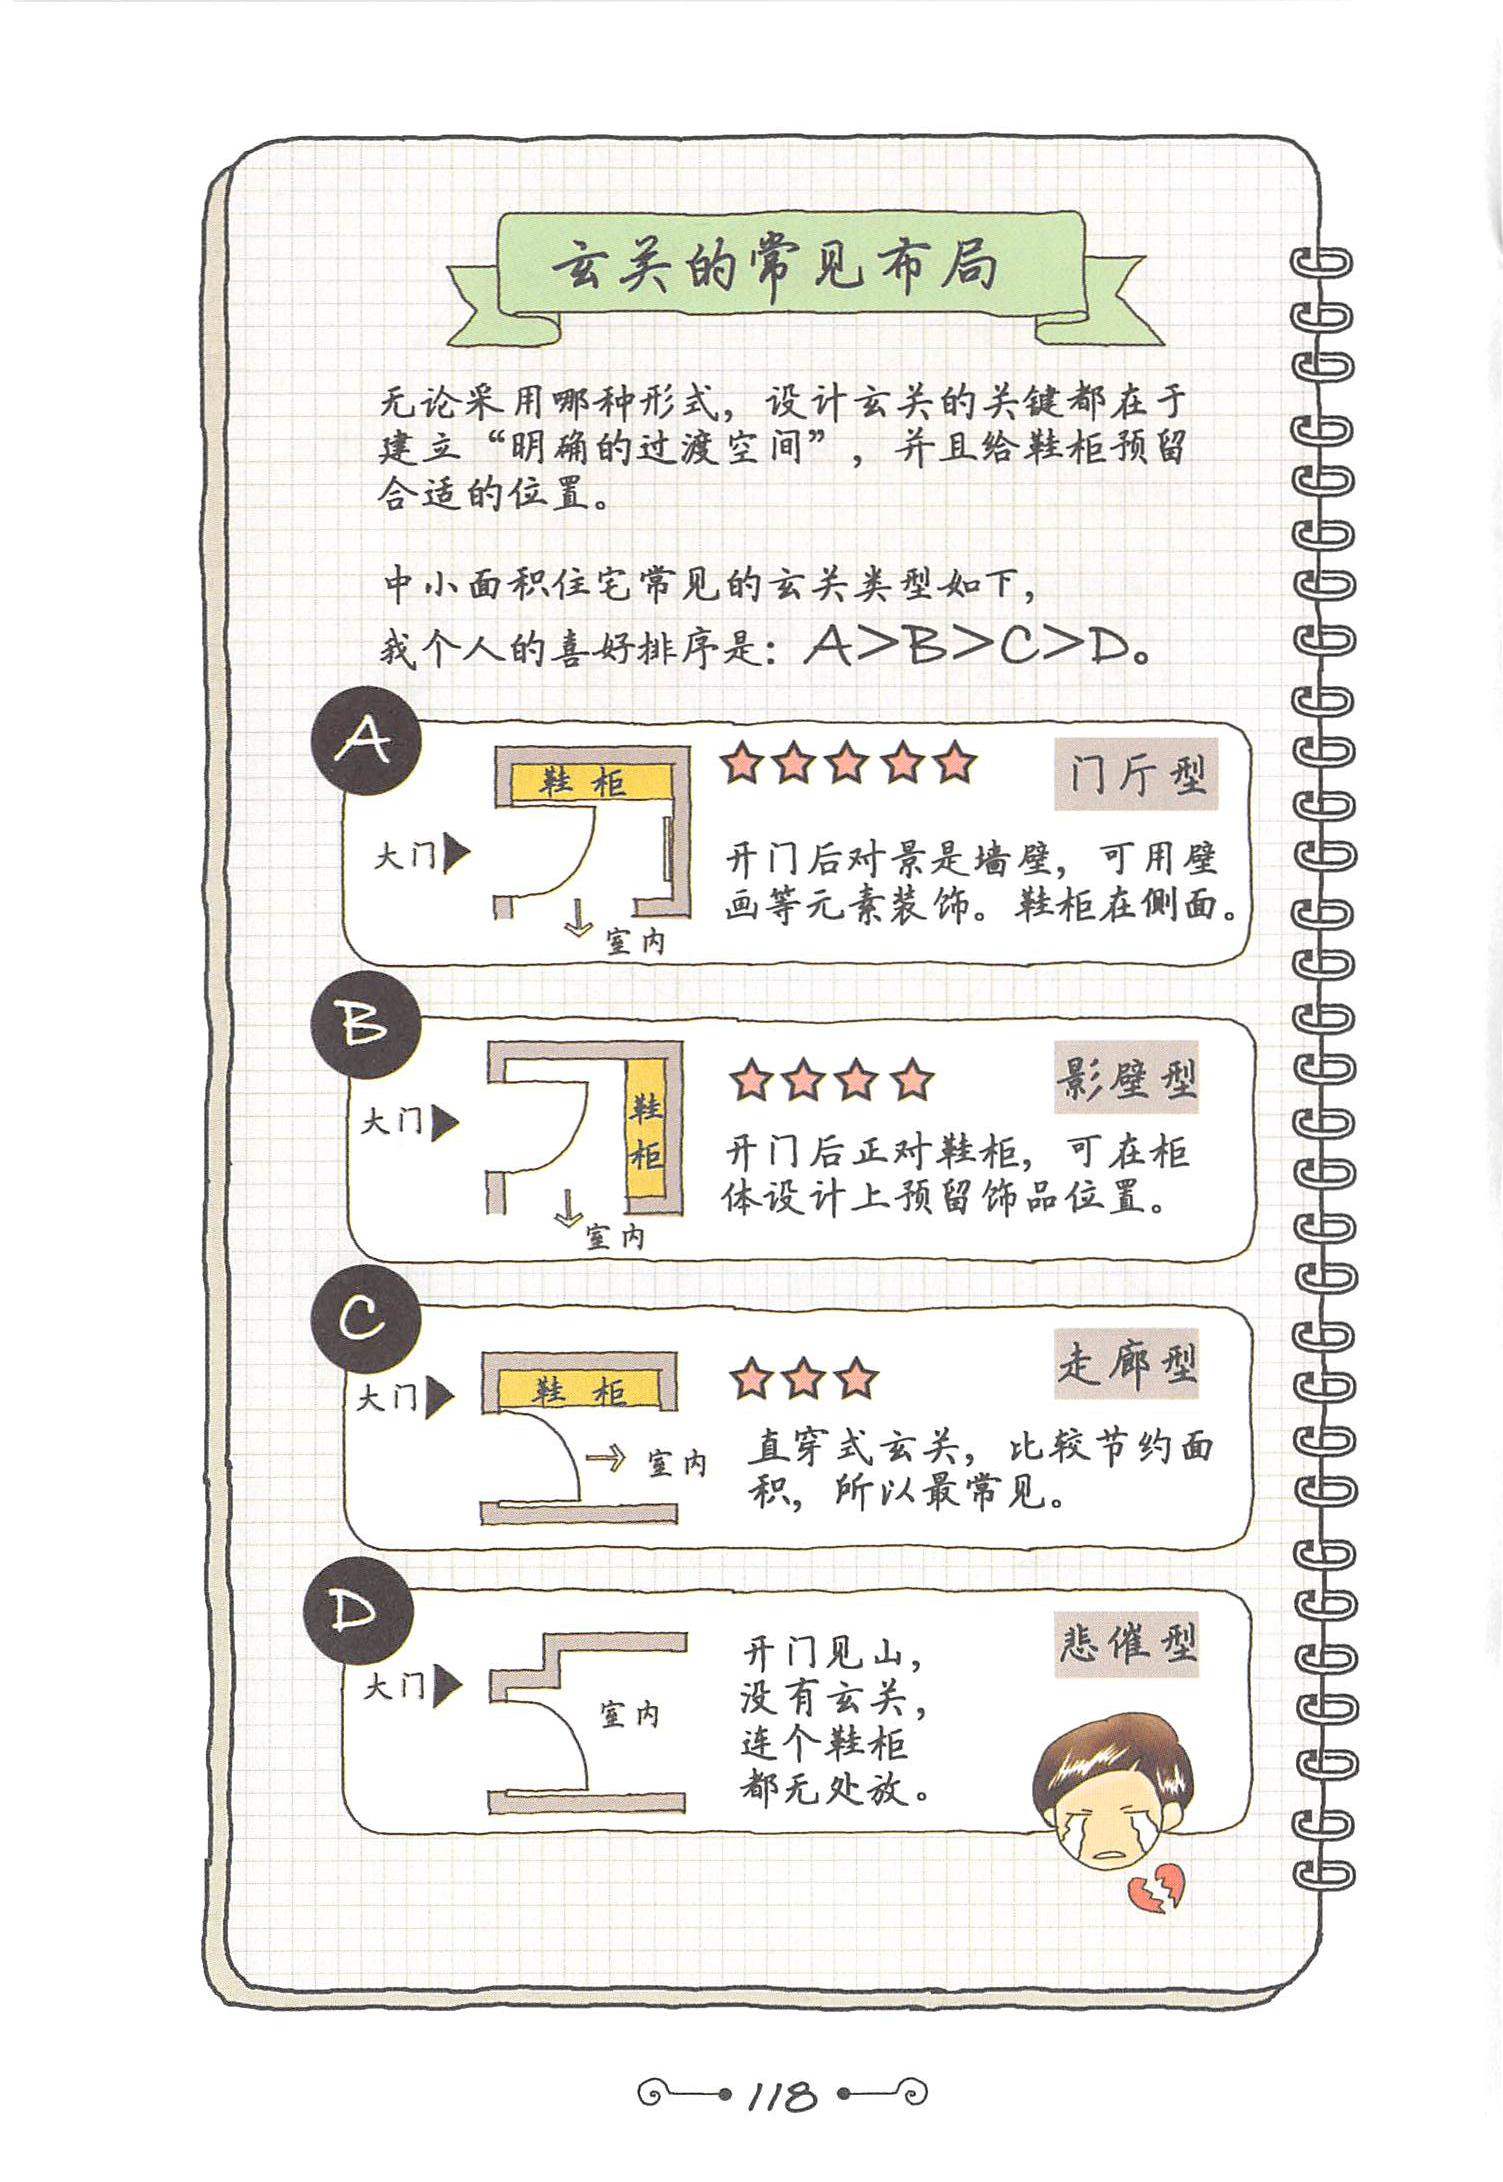 玄关的常见布局
无论采用哪种形式，设计玄关的关键都在于
建立“明确的过渡空间”，并且给鞋柜预留
合适的位置。
中小面积住宅常见的玄关类型如下，
我个人的喜好排序是：A>B>C>D。
A
鞋柜
门厅型
大门
开门后对景是墙壁，可用壁
画等元素装饰。鞋柜在侧面。
室内
B
影壁型
鞋柜
大门
开门后正对鞋柜，可在柜
体设计上预留饰品位置。
室内
C
走廊型
大门
鞋柜
室内
直穿式玄关，比较节约面
积，所以最常见。
D
悲催型
大门
室内
开门见山，
没有玄关，
连个鞋柜
都无处放。
118